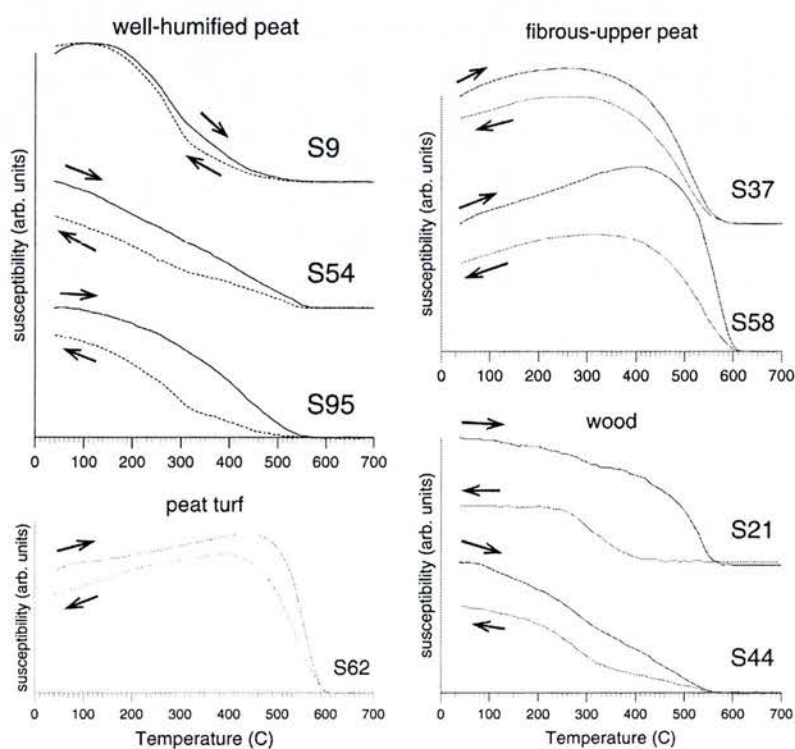 well-humified peat
susceptibility (arb. units)
S9
S54
S95
0 100 200 300 400 500 600 700
peat turf
susceptibility (arb. units)
S62
0 100 200 300 400 500 600 700
Temperature (C)
fibrous-upper peat
susceptibility (arb. units)
S37
S58
0 100 200 300 400 500 600 700
wood
susceptibility (arb. units)
S21
S44
0 100 200 300 400 500 600 700
Temperature (C)